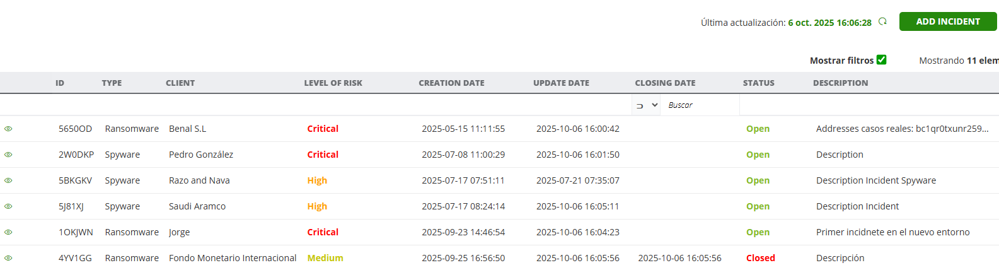 Última actualización: 6 oct. 2025 16:06:28 ADD INCIDENT
Mostrar filtros Mostrando 11 elem
ID TYPE CLIENT LEVEL OF RISK CREATION DATE UPDATE DATE CLOSING DATE STATUS DESCRIPTION
⊃ Buscar
5650OD Ransomware Benal S.L Critical 2025-05-15 11:11:55 2025-10-06 16:00:42 Open Addresses casos reales: bc1qr0txunr259...
2W0DKP Spyware Pedro González Critical 2025-07-08 11:00:29 2025-10-06 16:01:50 Open Description
5BKGKV Spyware Razo and Nava High 2025-07-17 07:51:11 2025-07-21 07:35:07 Open Description Incident Spyware
5J81XJ Spyware Saudi Aramco High 2025-07-17 08:24:14 2025-10-06 16:05:11 Open Description Incident
1OKJWN Ransomware Jorge Critical 2025-09-23 14:46:54 2025-10-06 16:04:23 Open Primer incidnete en el nuevo entorno
4YV1GG Ransomware Fondo Monetario Internacional Medium 2025-09-25 16:56:50 2025-10-06 16:05:56 2025-10-06 16:05:56 Closed Descripción